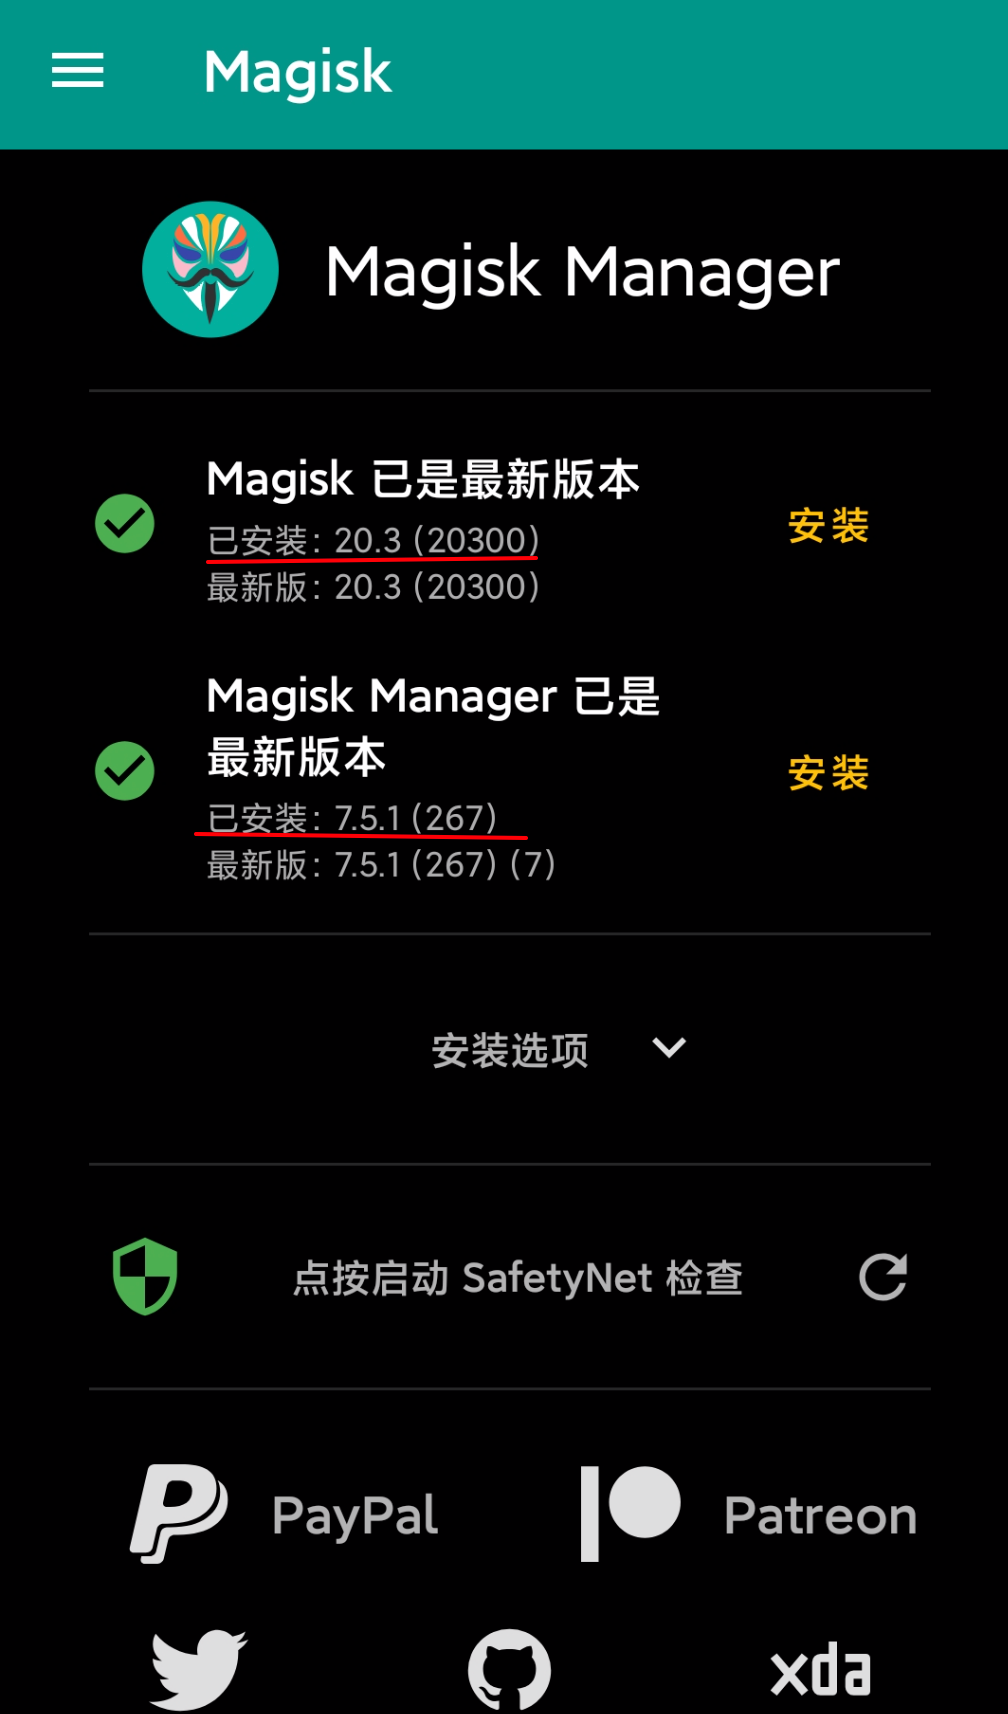 Magisk
Magisk Manager
Magisk 已是最新版本
已安装: 20.3 (20300)
安装
最新版: 20.3 (20300)
Magisk Manager 已是
最新版本
安装
已安装: 7.5.1 (267)
最新版: 7.5.1 (267) (7)
安装选项
点按启动 SafetyNet 检查
PayPal
Patreon
xda